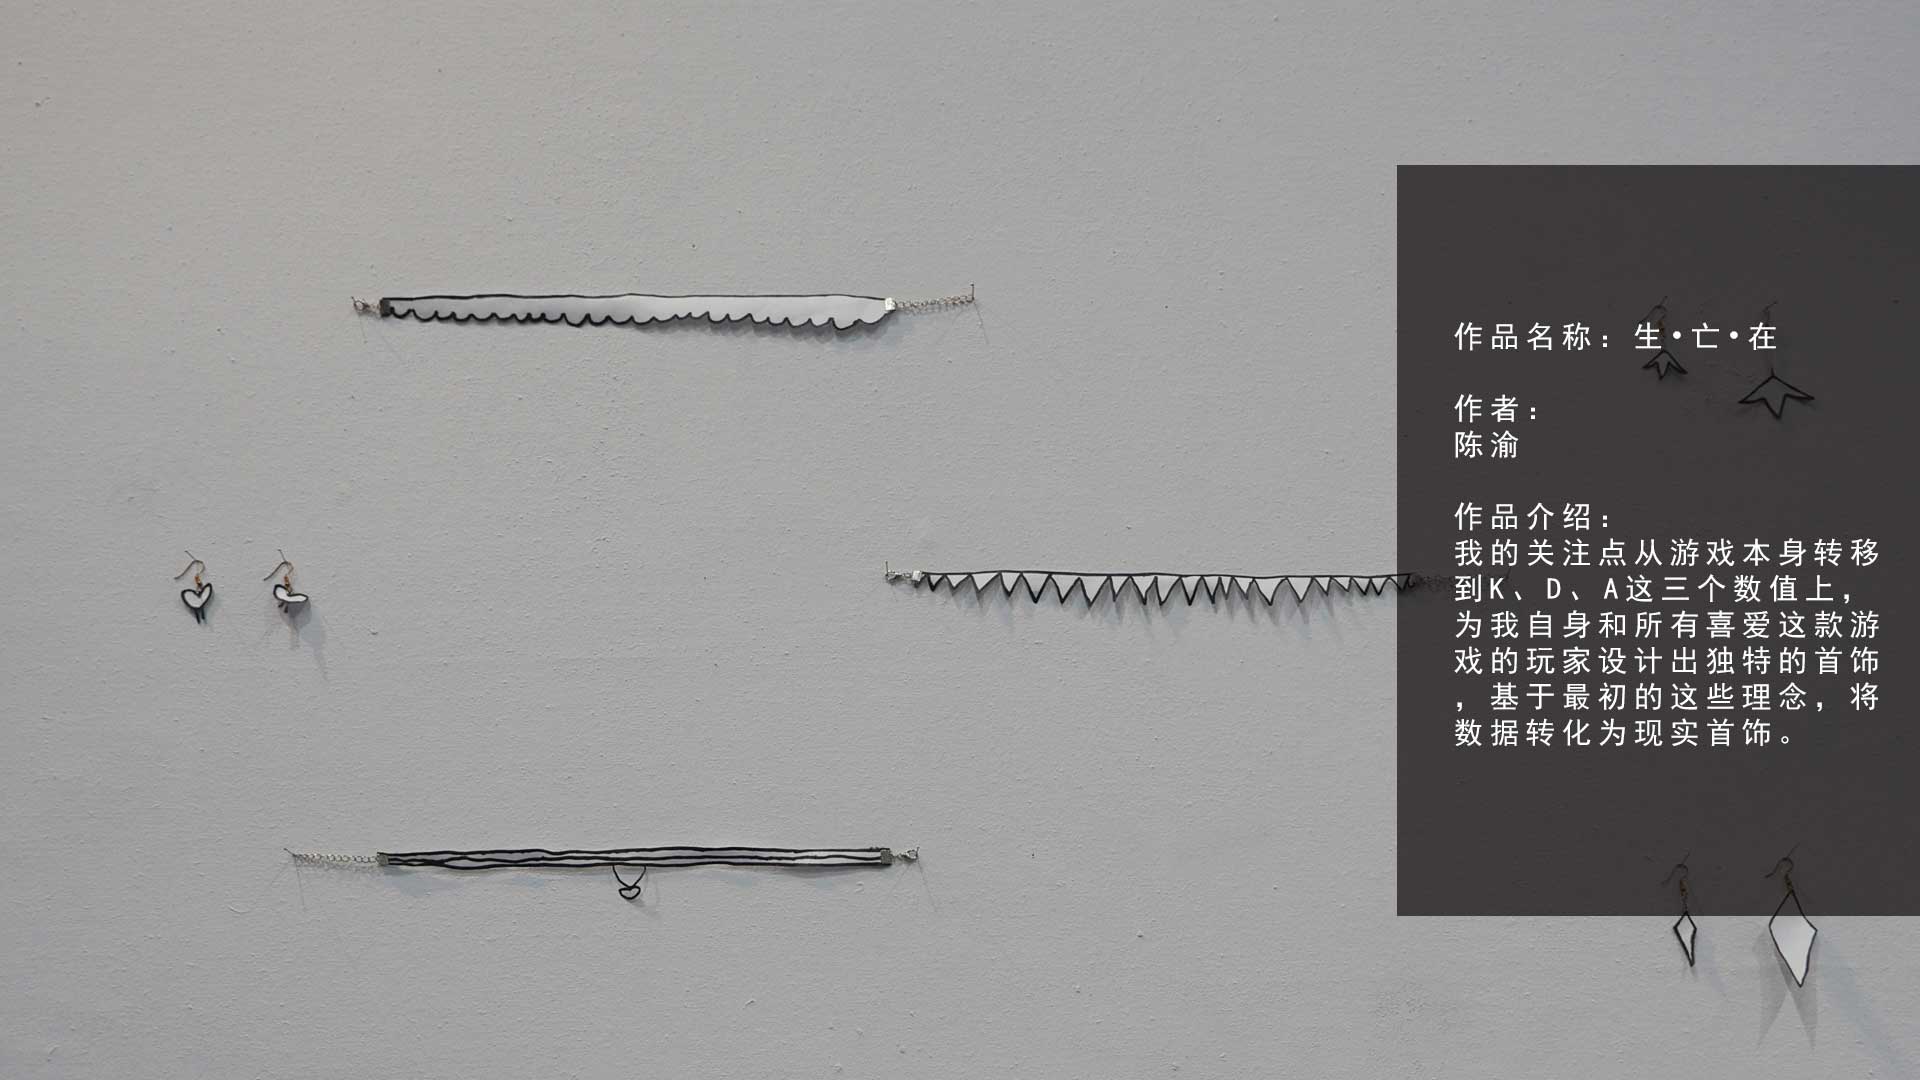 作品名称：生·亡·在
作者：
陈渝
作品介绍：
我的关注点从游戏本身转移
到K、D、A这三个数值上，
为我自身和所有喜爱这款游
戏的玩家设计出独特的首饰
，基于最初的这些理念，将
数据转化为现实首饰。